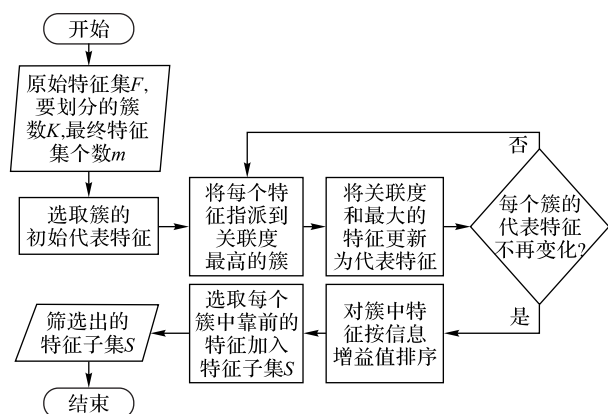 开始
原始特征集F,
要划分的簇
数K,最终特征
集个数m
选取簇的
初始代表特征
将每个特
征指派到
关联度
最高的簇
将关联度
和最大的
特征更新
为代表特征
每个簇的
代表特征
不再变化?
否
是
对簇中特
征按信息
增益值排序
选取每个
簇中靠前的
特征加入
特征子集S
筛选出的
特征子集S
结束